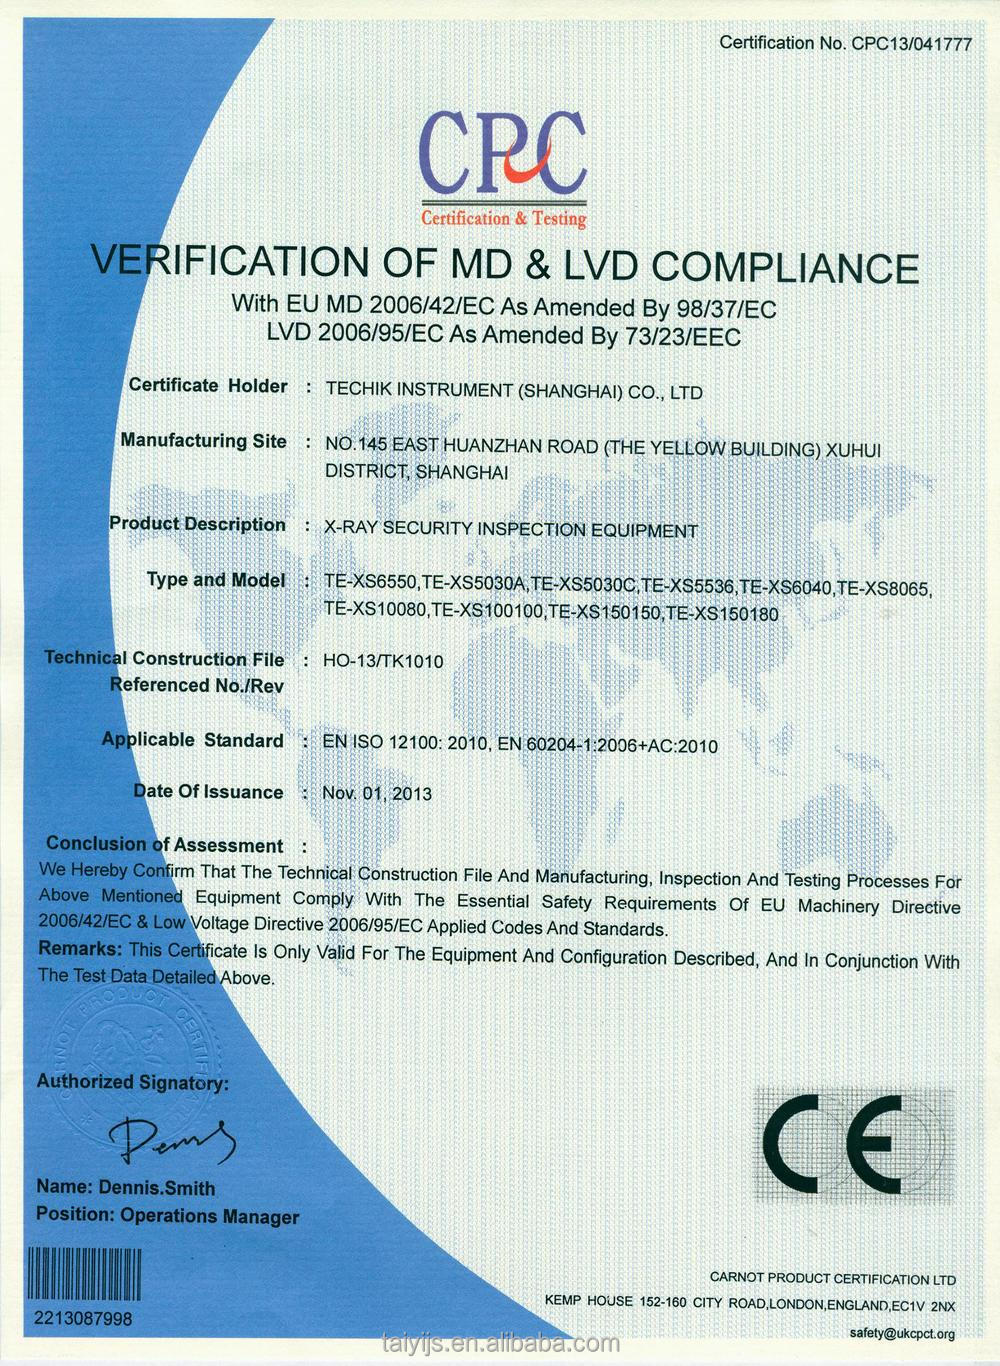 Certification No. CPC13/041777
CPC
Certification & Testing
VERIFICATION OF MD & LVD COMPLIANCE
With EU MD 2006/42/EC As Amended By 98/37/EC
LVD 2006/95/EC As Amended By 73/23/EEC
Certificate Holder : TECHIK INSTRUMENT (SHANGHAI) CO., LTD
Manufacturing Site : NO.145 EAST HUANZHAN ROAD (THE YELLOW BUILDING) XUHUI
DISTRICT, SHANGHAI
Product Description : X-RAY SECURITY INSPECTION EQUIPMENT
Type and Model : TE-XS6550,TE-XS5030A,TE-XS5030C,TE-XS5536,TE-XS6040,TE-XS8065,
TE-XS10080,TE-XS100100,TE-XS150150,TE-XS150180
Technical Construction File : HO-13/TK1010
Referenced No./Rev
Applicable Standard : EN ISO 12100: 2010, EN 60204-1:2006+AC:2010
Date Of Issuance : Nov. 01, 2013
Conclusion of Assessment :
We Hereby Confirm That The Technical Construction File And Manufacturing, Inspection And Testing Processes For
Above Mentioned Equipment Comply With The Essential Safety Requirements Of EU Machinery Directive
2006/42/EC & Low Voltage Directive 2006/95/EC Applied Codes And Standards.
Remarks: This Certificate Is Only Valid For The Equipment And Configuration Described, And In Conjunction With
The Test Data Detailed Above.
Authorized Signatory:
Name: Dennis.Smith
Position: Operations Manager
CE
2213087998
CARNOT PRODUCT CERTIFICATION LTD
KEMP HOUSE 152-160 CITY ROAD,LONDON,ENGLAND,EC1V 2NX
safety@ukcpct.org
taiyijs.en.alibaba.com